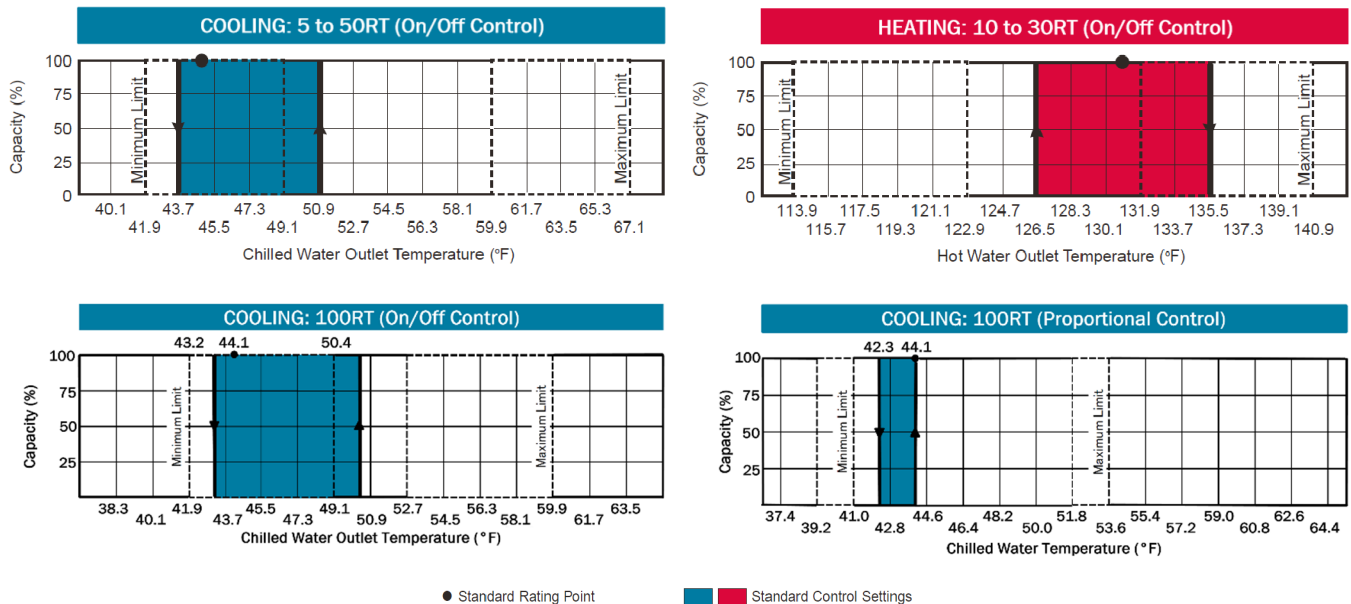 COOLING: 5 to 50RT (On/Off Control)
Capacity (%)
100
75
50
25
0
Minimum Limit
Maximum Limit
40.1 43.7 47.3 50.9 54.5 58.1 61.7 65.3
41.9 45.5 49.1 52.7 56.3 59.9 63.5 67.1
Chilled Water Outlet Temperature (°F)
HEATING: 10 to 30RT (On/Off Control)
Capacity (%)
100
75
50
25
0
Minimum Limit
Maximum Limit
113.9 117.5 121.1 124.7 128.3 131.9 135.5 139.1
115.7 119.3 122.9 126.5 130.1 133.7 137.3 140.9
Hot Water Outlet Temperature (°F)
COOLING: 100RT (On/Off Control)
43.2 44.1 50.4
Capacity (%)
100
75
50
25
Minimum Limit
Maximum Limit
38.3 41.9 45.5 49.1 52.7 56.3 59.9 63.5
40.1 43.7 47.3 50.9 54.5 58.1 61.7
Chilled Water Outlet Temperature (°F)
COOLING: 100RT (Proportional Control)
42.3 44.1
Capacity (%)
100
75
50
25
Minimum Limit
Maximum Limit
37.4 41.0 44.6 48.2 51.8 55.4 59.0 62.6
39.2 42.8 46.4 50.0 53.6 57.2 60.8 64.4
Chilled Water Temperature (°F)
Standard Rating Point
Standard Control Settings